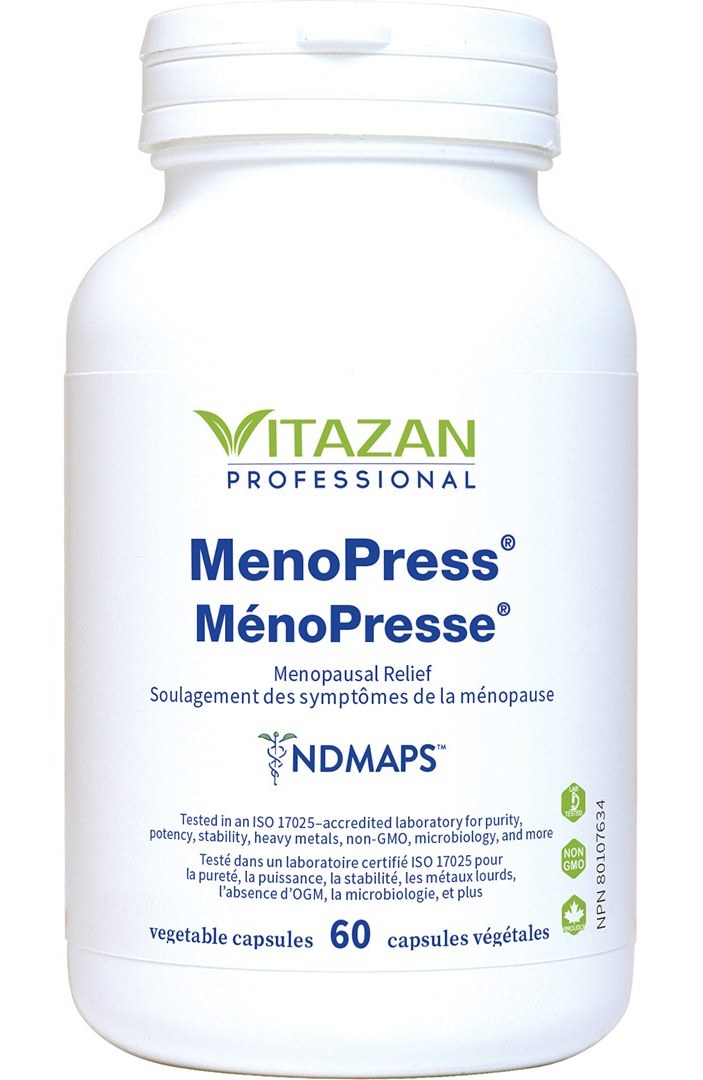 VITAZAN
PROFESSIONAL
MenoPress®
MénoPresse®
Menopausal Relief
Soulagement des symptômes de la ménopause
NDMAPS™
Tested in an ISO 17025–accredited laboratory for purity,
potency, stability, heavy metals, non-GMO, microbiology, and more
Testé dans un laboratoire certifié ISO 17025 pour
la pureté, la puissance, la stabilité, les métaux lourds,
l’absence d’OGM, la microbiologie, et plus
vegetable capsules 60 capsules végétales
LAB
TESTED
NON
GMO
NPN 80107634